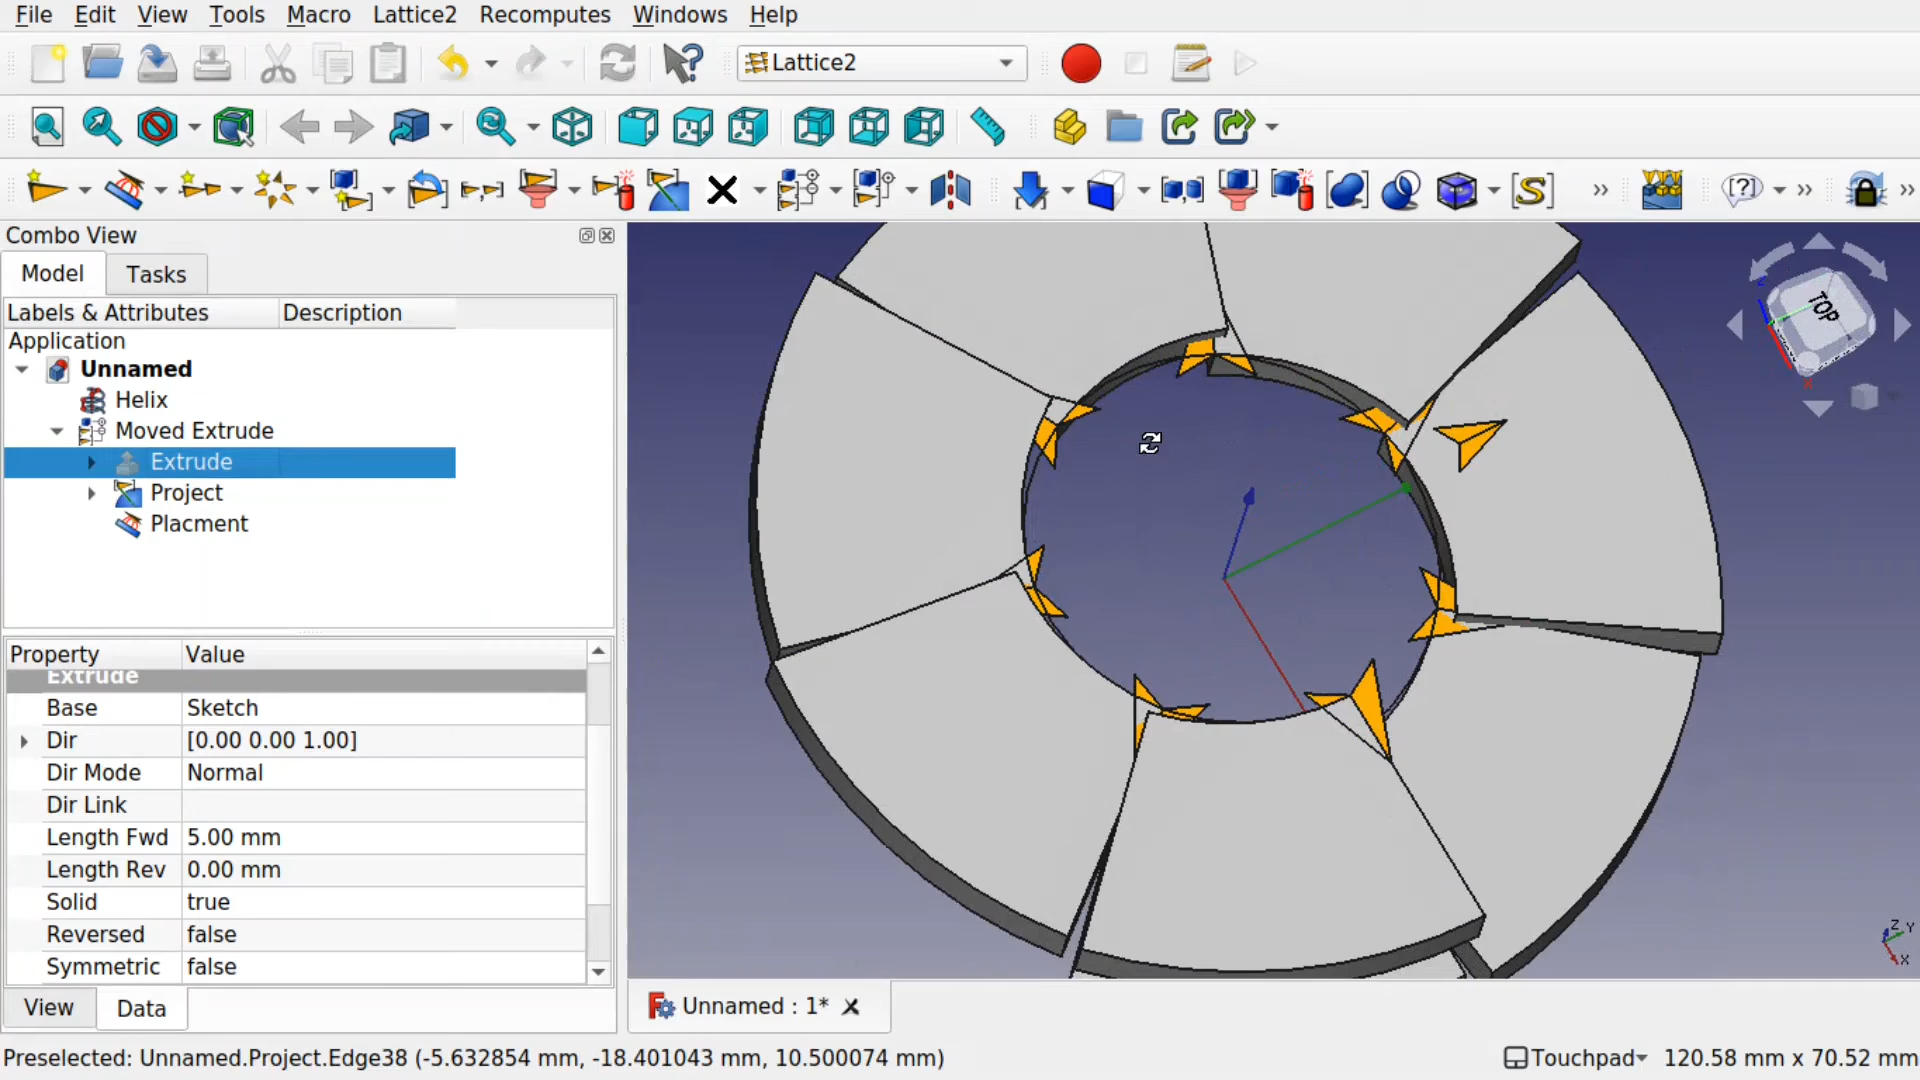 File Edit View Tools Macro Lattice2 Recomputes Windows Help
Lattice2
Combo View
Model Tasks
Labels & Attributes Description
Application
Unnamed
Helix
Moved Extrude
Extrude
Project
Placment
Property Value
Extrude
Base Sketch
Dir [0.00 0.00 1.00]
Dir Mode Normal
Dir Link
Length Fwd 5.00 mm
Length Rev 0.00 mm
Solid true
Reversed false
Symmetric false
View Data
TOP
Z
X
Z Y
X
Unnamed : 1*
Preselected: Unnamed.Project.Edge38 (-5.632854 mm, -18.401043 mm, 10.500074 mm)
Touchpad 120.58 mm x 70.52 mm